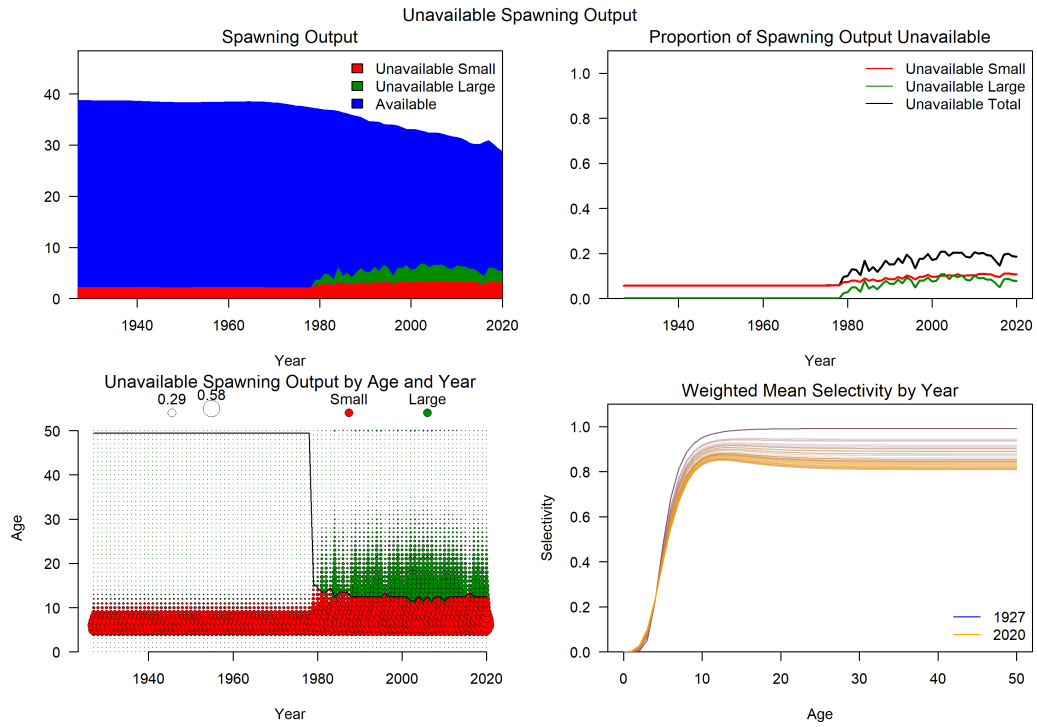 Unavailable Spawning Output
Spawning Output
Unavailable Small
Unavailable Large
Available
40
30
20
10
0
1940 1960 1980 2000 2020
Year
Proportion of Spawning Output Unavailable
Unavailable Small
Unavailable Large
Unavailable Total
1.0
0.8
0.6
0.4
0.2
0.0
1940 1960 1980 2000 2020
Year
Unavailable Spawning Output by Age and Year
0.29 0.58 Small Large
50
40
30
20
10
0
Age
1940 1960 1980 2000 2020
Year
Weighted Mean Selectivity by Year
1.0
0.8
0.6
0.4
0.2
0.0
Selectivity
1927
2020
0 10 20 30 40 50
Age